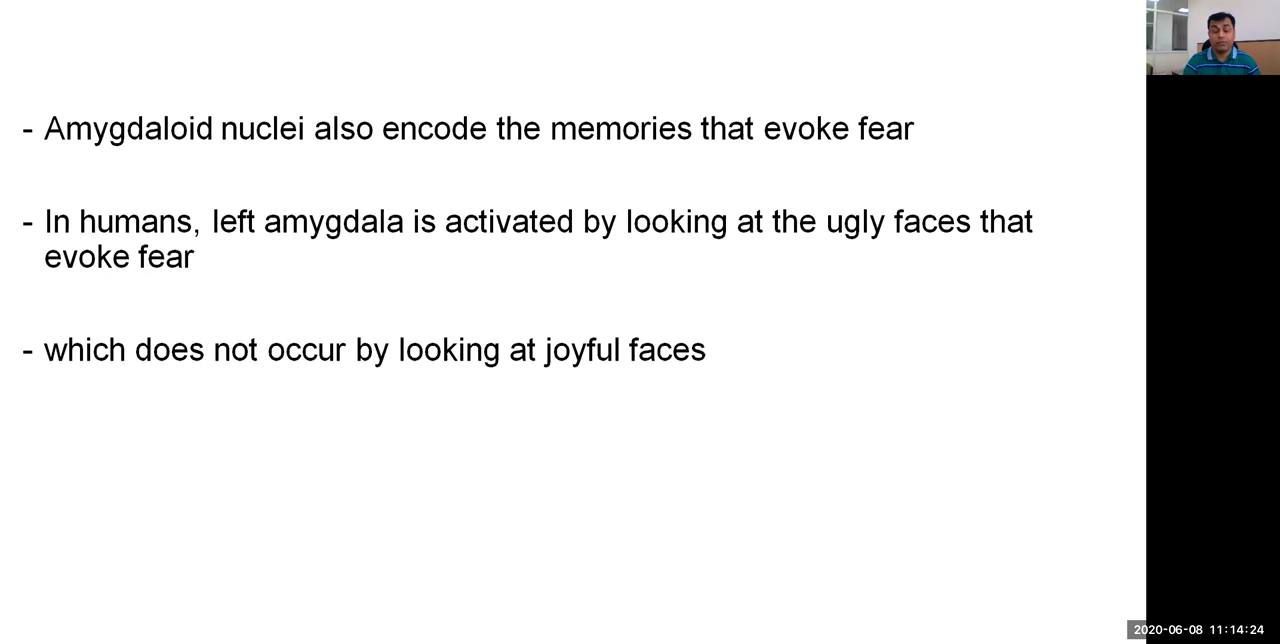 - Amygdaloid nuclei also encode the memories that evoke fear
- In humans, left amygdala is activated by looking at the ugly faces that
evoke fear
- which does not occur by looking at joyful faces
2020-06-08 11:14:24